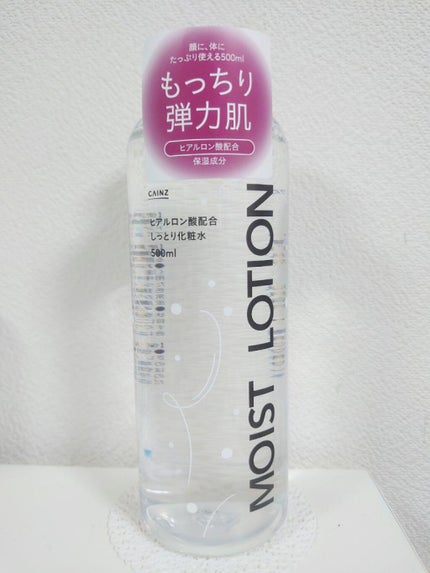 顔に、体に
たっぷり使える500ml
もっちり
弾力肌
ヒアルロン酸配合
保湿成分
CAINZ
ヒアルロン酸配合
しっとり化粧水
500ml
MOIST LOTION